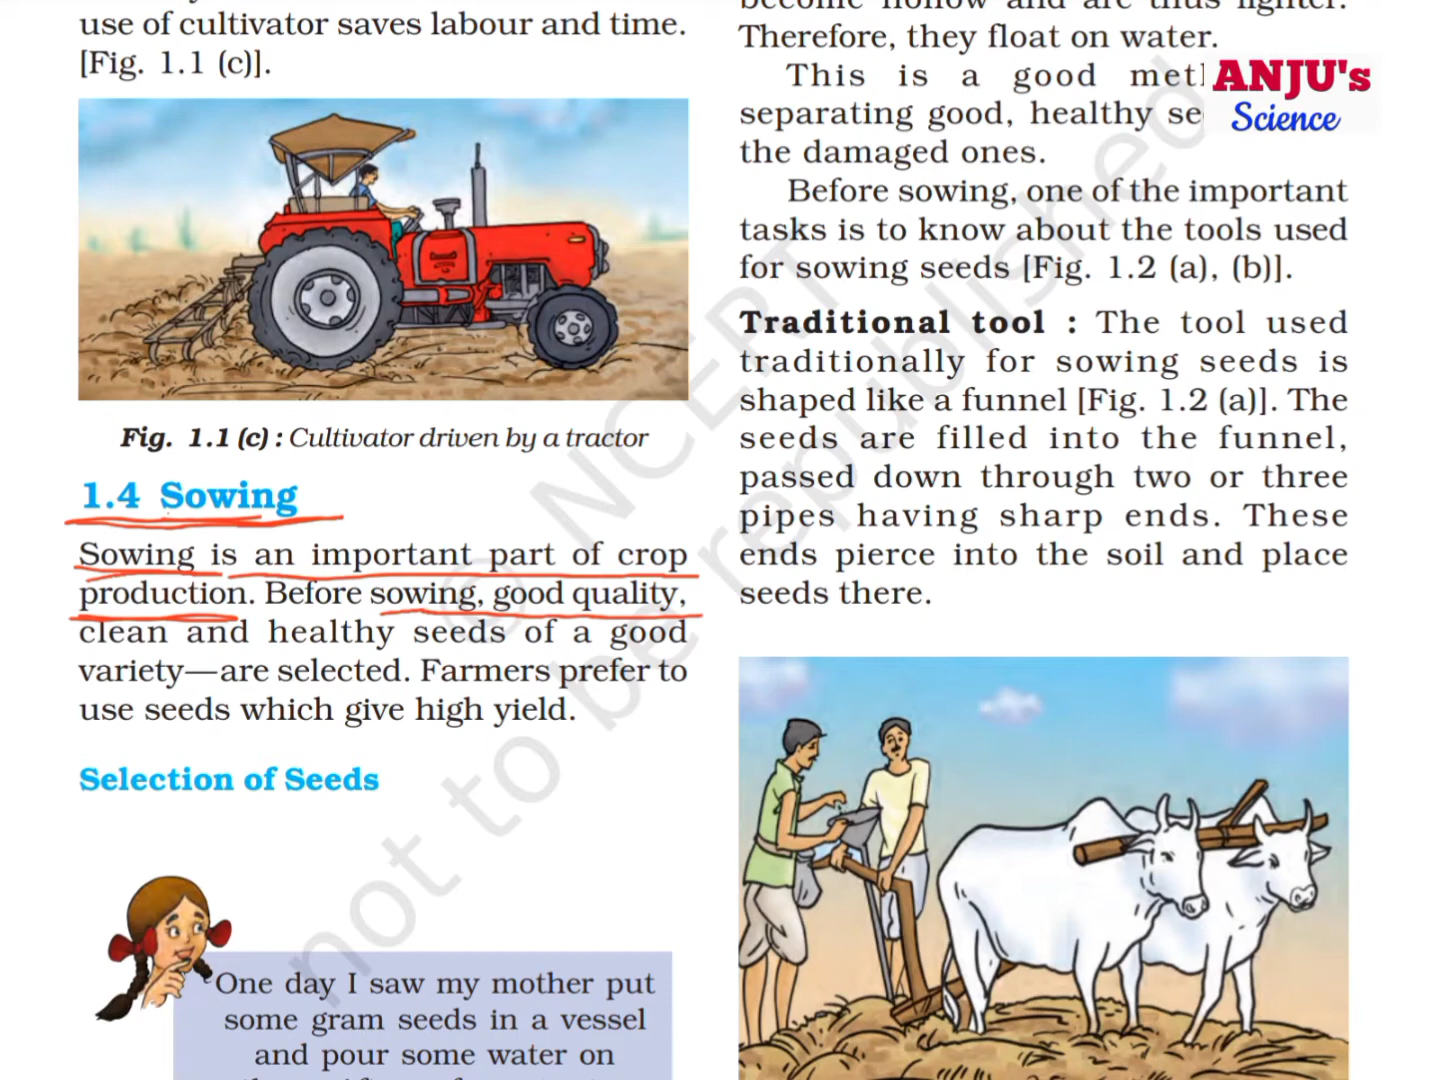 use of cultivator saves labour and time.
[Fig. 1.1 (c)].
Fig. 1.1 (c) : Cultivator driven by a tractor
1.4 Sowing
Sowing is an important part of crop
production. Before sowing, good quality,
clean and healthy seeds of a good
variety—are selected. Farmers prefer to
use seeds which give high yield.
Selection of Seeds
One day I saw my mother put
some gram seeds in a vessel
and pour some water on
become hollow and are thus lighter.
Therefore, they float on water.
This is a good
separating good, healthy
the damaged ones.
Before sowing, one of the important
tasks is to know about the tools used
for sowing seeds [Fig. 1.2 (a), (b)].
Traditional tool : The tool used
traditionally for sowing seeds is
shaped like a funnel [Fig. 1.2 (a)]. The
seeds are filled into the funnel,
passed down through two or three
pipes having sharp ends. These
ends pierce into the soil and place
seeds there.
ANJU's
Science
© NCERT
not to be republished